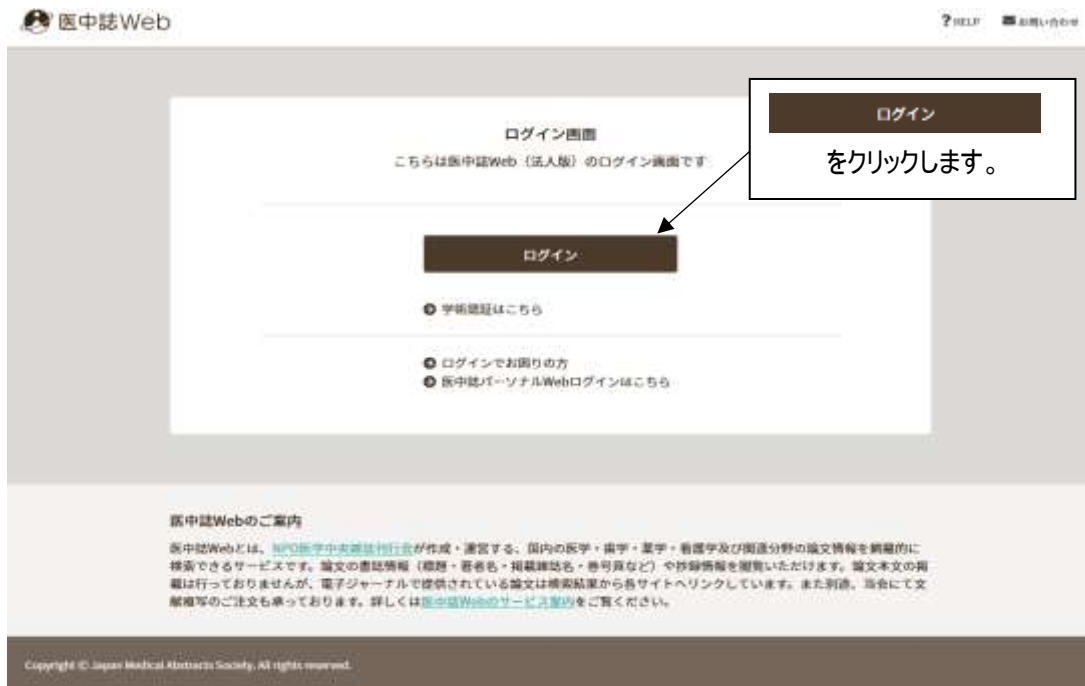 医中誌Web
?HELP お問い合わせ
ログイン
をクリックします。
ログイン画面
こちらは医中誌Web（法人版）のログイン画面です
ログイン
学術認証はこちら
ログインでお困りの方
医中誌パーソナルWebログインはこちら
医中誌Webのご案内
医中誌Webとは、NPO医学中央雑誌刊行会が作成・運営する、国内の医学・歯学・薬学・看護学及び関連分野の論文情報を網羅的に
検索できるサービスです。論文の書誌情報（標題・著者名・掲載雑誌名・巻号頁など）や抄録情報を閲覧いただけます。論文本文の掲
載は行っておりませんが、電子ジャーナルで提供されている論文は検索結果から各サイトへリンクしています。また別途、当会にて文
献複写のご注文も承っております。詳しくは医中誌Webのサービス案内をご覧ください。
Copyright © Japan Medical Abstracts Society, All rights reserved.